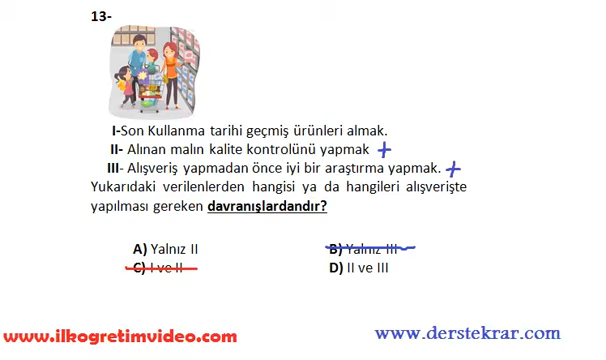 13-
I-Son Kullanma tarihi geçmiş ürünleri almak.
II- Alınan malın kalite kontrolünü yapmak +
III- Alışveriş yapmadan önce iyi bir araştırma yapmak. +
Yukarıdaki verilenlerden hangisi ya da hangileri alışverişte
yapılması gereken davranışlardandır?
A) Yalnız II
B) Yalnız III
C) I ve II
D) II ve III
www.ilkogretimvideo.com
www.derstekrar.com